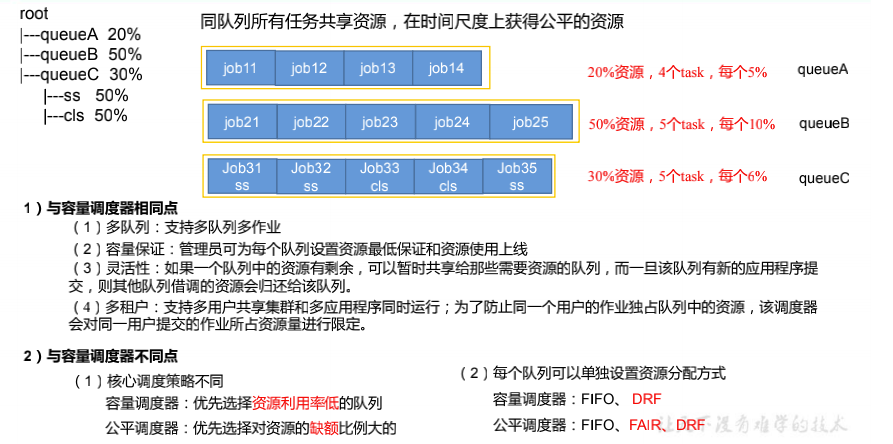 root
|---queueA 20%
|---queueB 50%
|---queueC 30%
|---ss 50%
|---cls 50%
同队列所有任务共享资源，在时间尺度上获得公平的资源
job11 job12 job13 job14
20%资源，4个task，每个5% queueA
job21 job22 job23 job24 job25
50%资源，5个task，每个10% queueB
Job31 Job32 Job33 Job34 Job35
ss ss cls cls ss
30%资源，5个task，每个6% queueC
1）与容量调度器相同点
（1）多队列：支持多队列多作业
（2）容量保证：管理员可为每个队列设置资源最低保证和资源使用上线
（3）灵活性：如果一个队列中的资源有剩余，可以暂时共享给那些需要资源的队列，而一旦该队列有新的应用程序提
交，则其他队列借调的资源会归还给该队列。
（4）多租户：支持多用户共享集群和多应用程序同时运行；为了防止同一个用户的作业独占队列中的资源，该调度器
会对同一用户提交的作业所占资源量进行限定。
2）与容量调度器不同点
（1）核心调度策略不同
容量调度器：优先选择资源利用率低的队列
公平调度器：优先选择对资源的缺额比例大的
（2）每个队列可以单独设置资源分配方式
容量调度器：FIFO、 DRF
公平调度器：FIFO、FAIR、DRF
让天下没有难学的技术